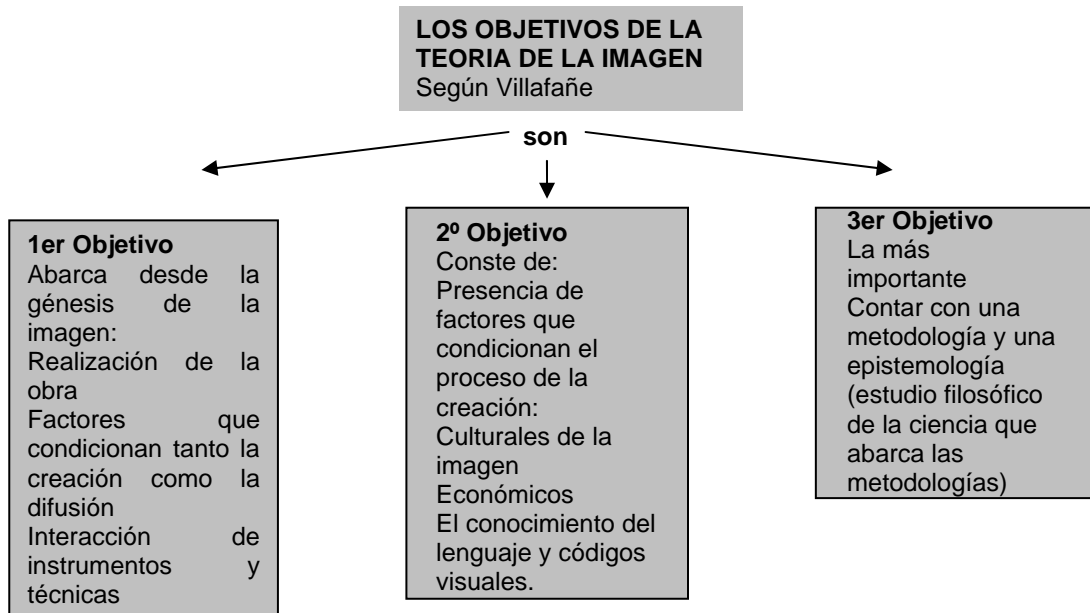 LOS OBJETIVOS DE LA
TEORIA DE LA IMAGEN
Según Villafañe
son
1er Objetivo
Abarca desde la
génesis de la
imagen:
Realización de la
obra
Factores que
condicionan tanto la
creación como la
difusión
Interacción de
instrumentos y
técnicas
2º Objetivo
Conste de:
Presencia de
factores que
condicionan el
proceso de la
creación:
Culturales de la
imagen
Económicos
El conocimiento del
lenguaje y códigos
visuales.
3er Objetivo
La más
importante
Contar con una
metodología y una
epistemología
(estudio filosófico
de la ciencia que
abarca las
metodologías)